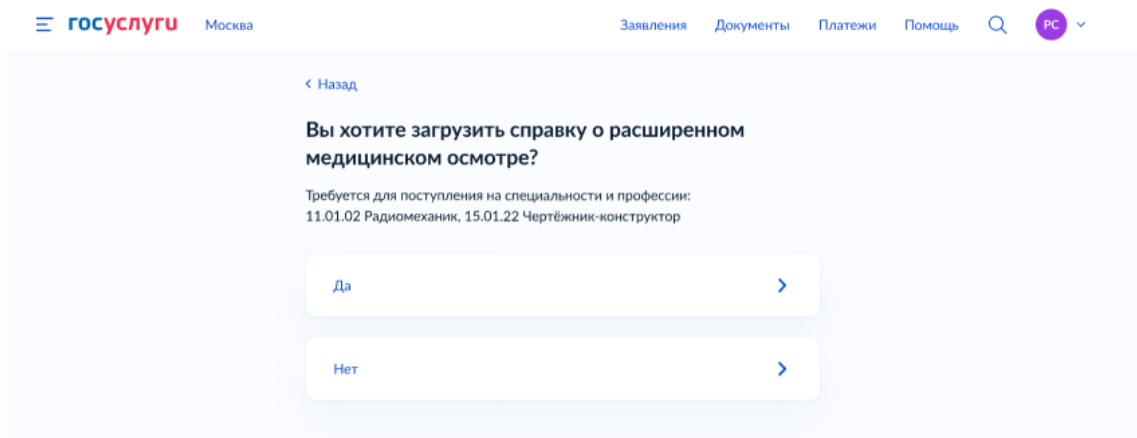 госуслуги Москва Заявления Документы Платежи Помощь РС
Назад
Вы хотите загрузить справку о расширенном
медицинском осмотре?
Требуется для поступления на специальности и профессии:
11.01.02 Радиомеханик, 15.01.22 Чертёжник-конструктор
Да
Нет